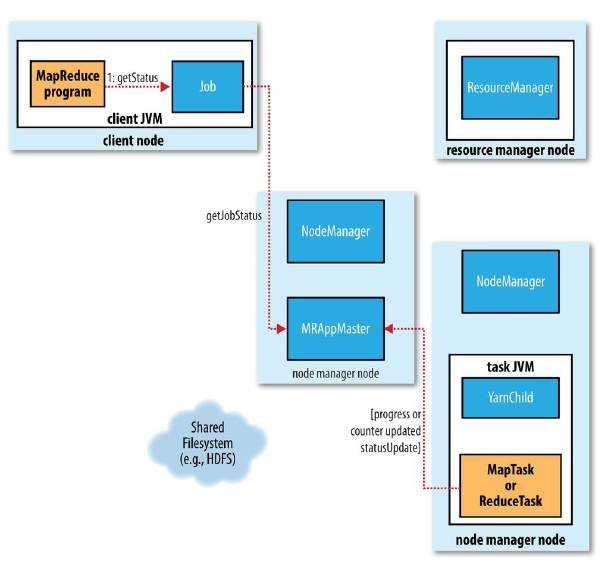 MapReduce
program
1: getStatus
Job
client JVM
client node
ResourceManager
resource manager node
getJobStatus
NodeManager
MRAppMaster
node manager node
NodeManager
task JVM
YarnChild
MapTask
or
ReduceTask
node manager node
[progress or
counter updated
statusUpdate]
Shared
Filesystem
(e.g., HDFS)